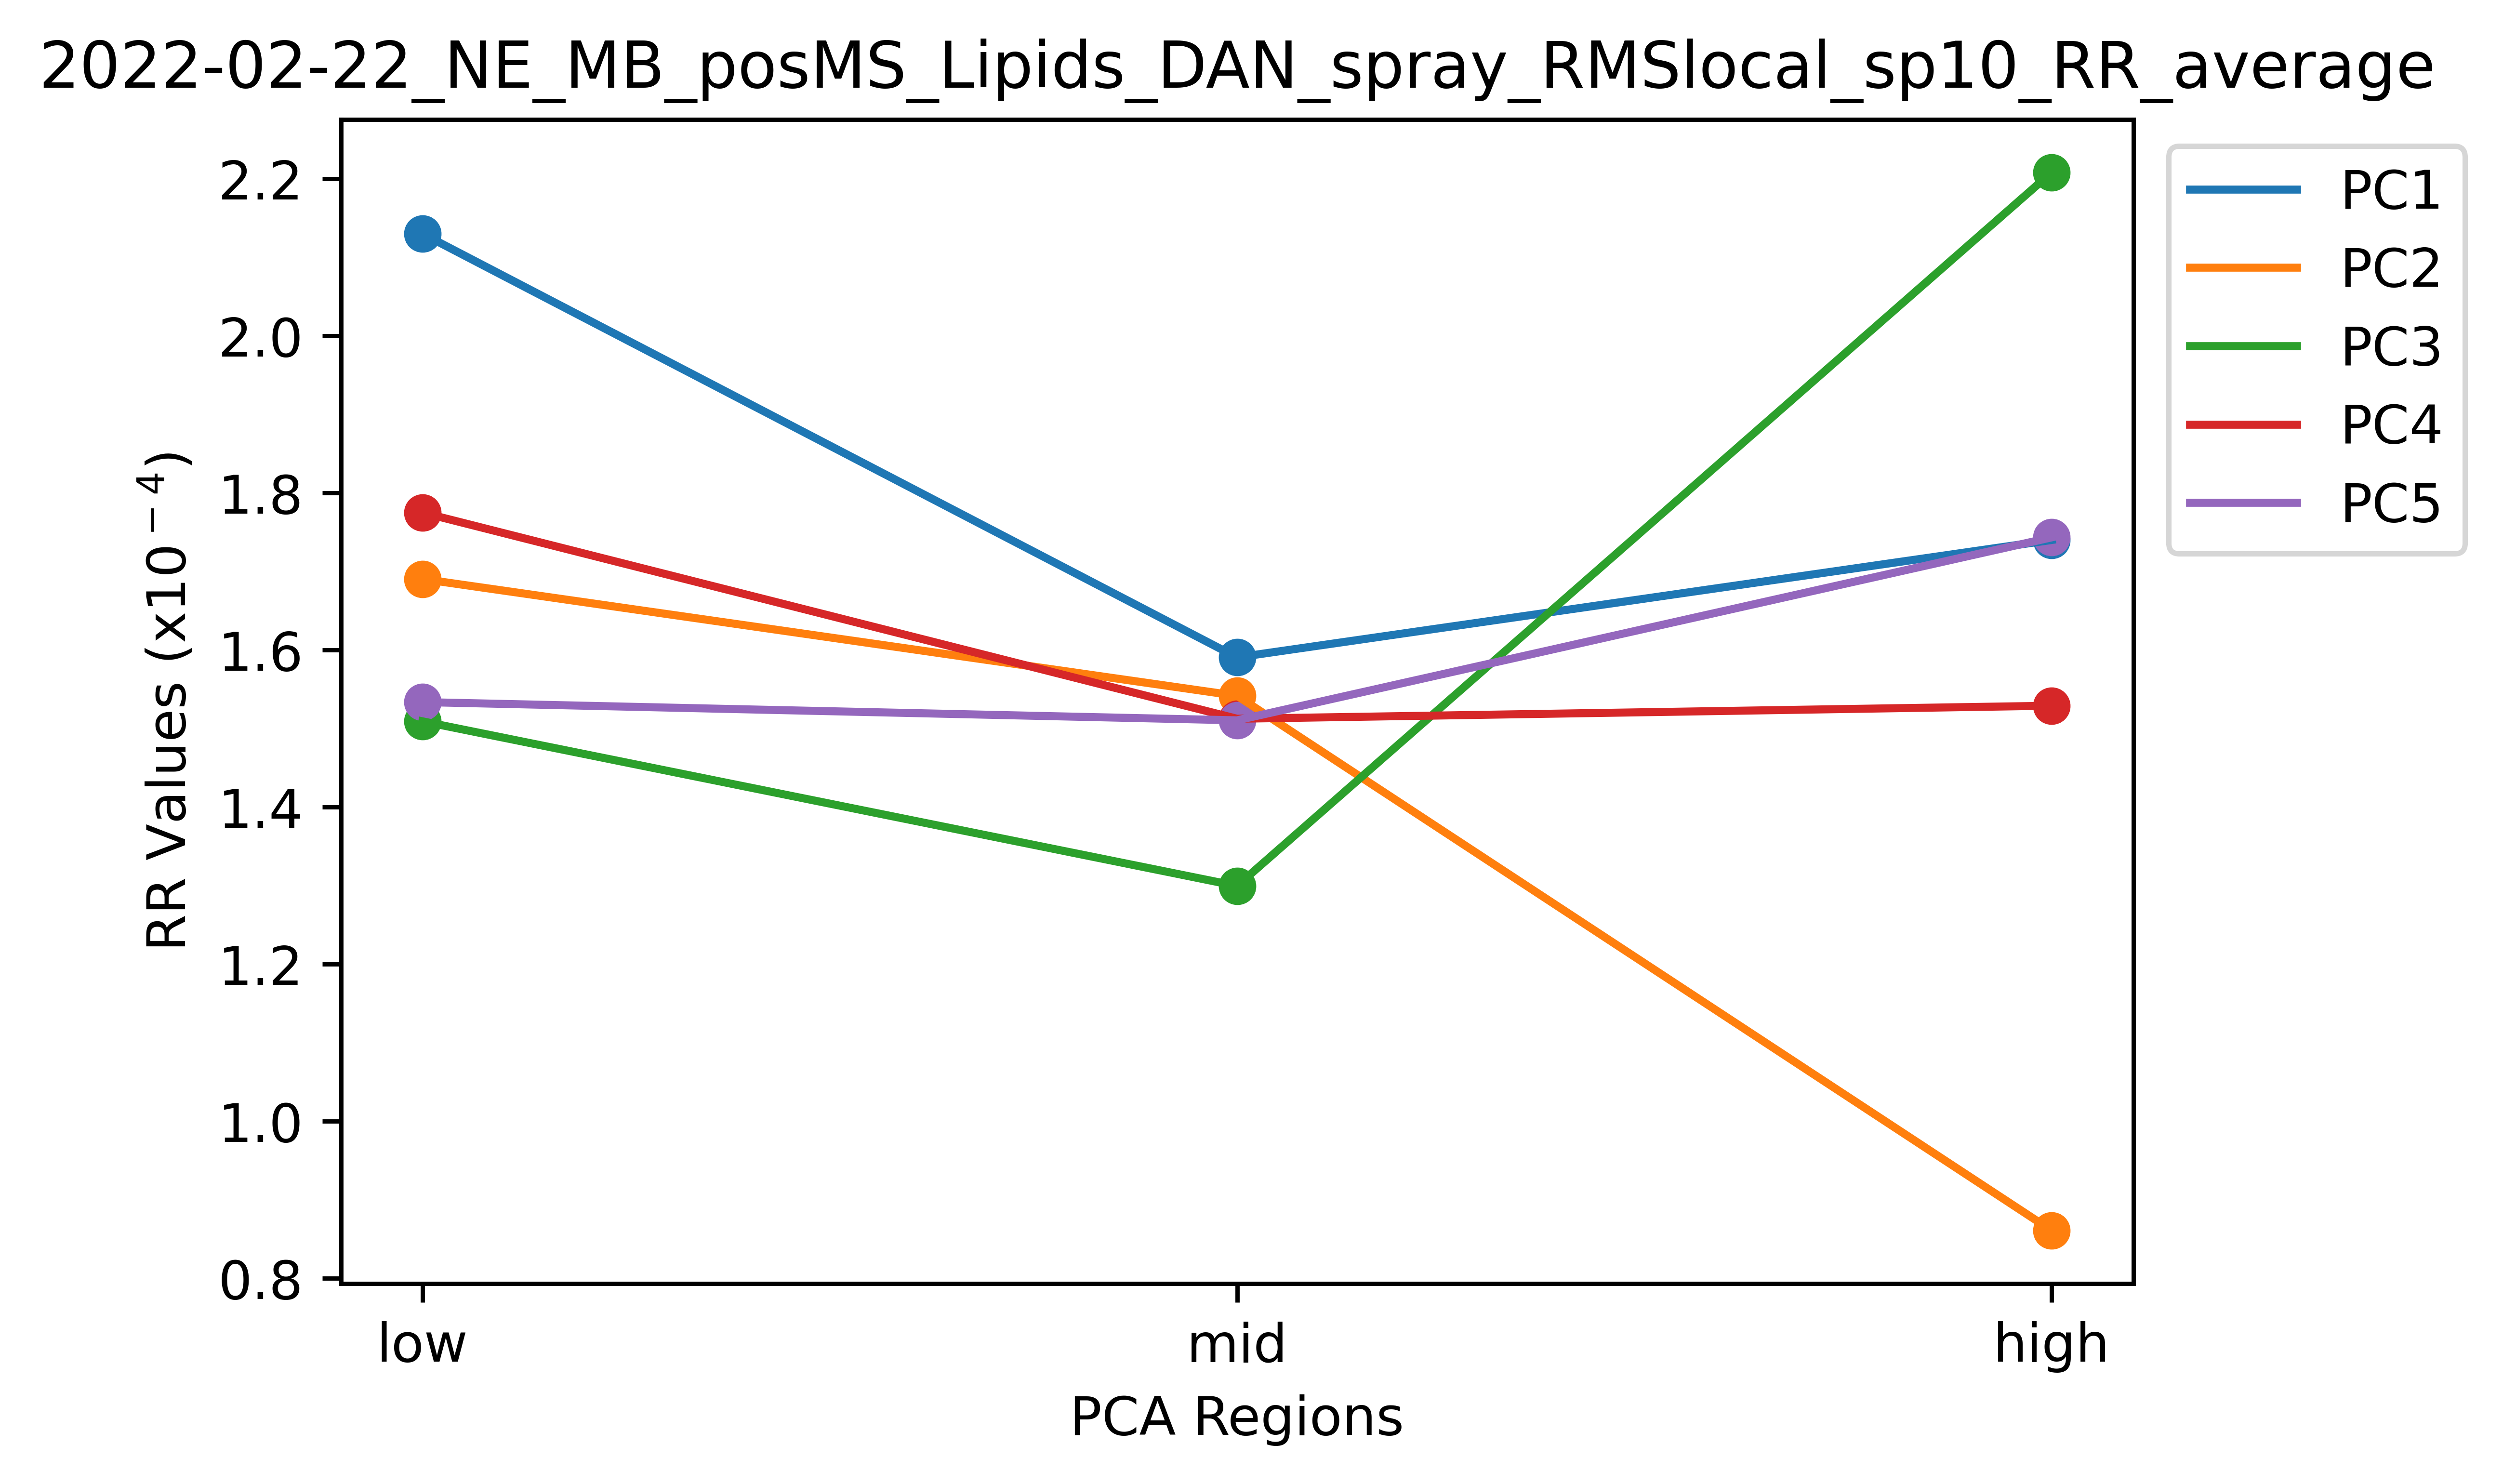 2022-02-22_NE_MB_posMS_Lipids_DAN_spray_RMSlocal_sp10_RR_average
RR Values (x10⁻⁴)
2.2
2.0
1.8
1.6
1.4
1.2
1.0
0.8
low
mid
high
PCA Regions
PC1
PC2
PC3
PC4
PC5